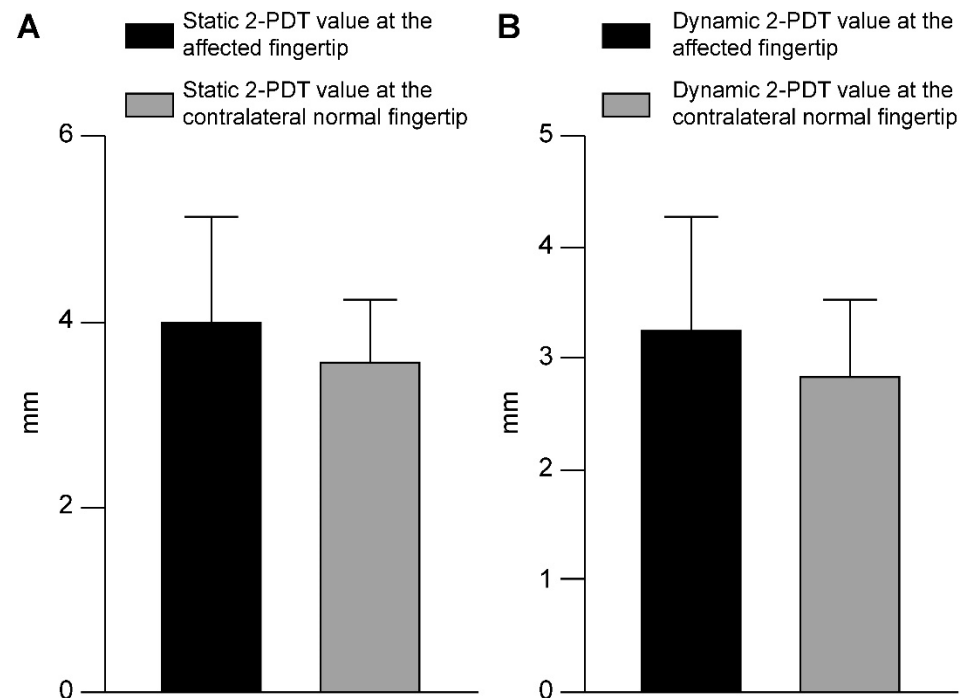 A
Static 2-PDT value at the
affected fingertip
Static 2-PDT value at the
contralateral normal fingertip
6
4
2
0
mm
B
Dynamic 2-PDT value at the
affected fingertip
Dynamic 2-PDT value at the
contralateral normal fingertip
5
4
3
2
1
0
mm